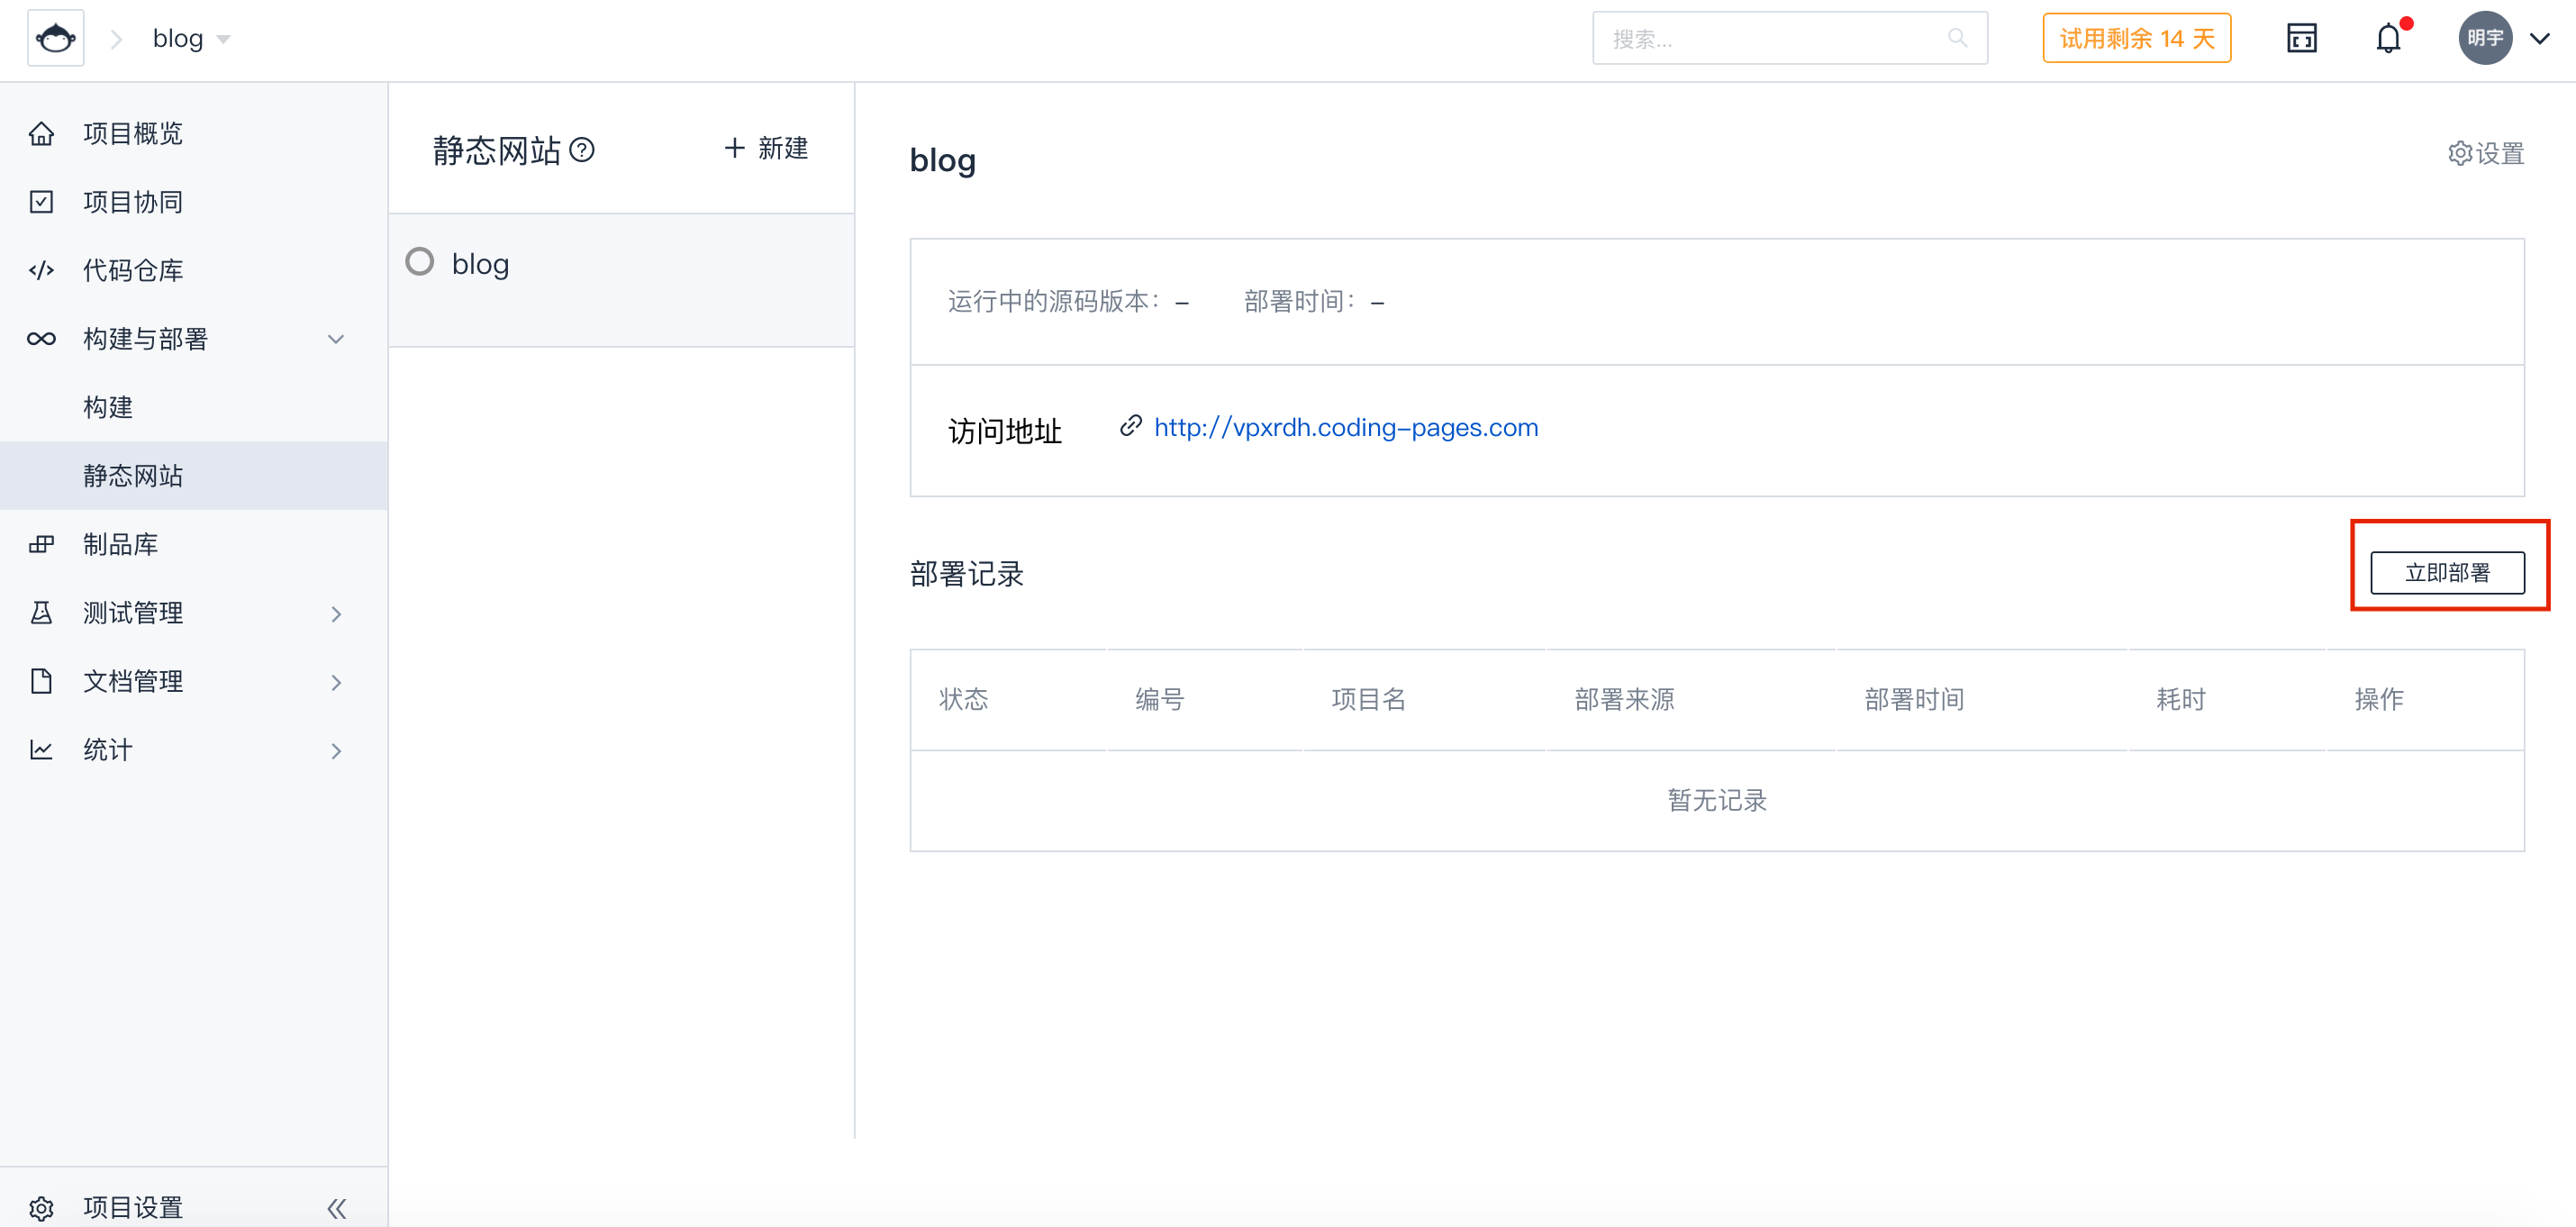 blog
搜索...
试用剩余 14 天
明宇
项目概览
项目协同
代码仓库
构建与部署
构建
静态网站
制品库
测试管理
文档管理
统计
项目设置
静态网站
+ 新建
blog
blog
设置
运行中的源码版本： – 部署时间： –
访问地址 http://vpxrdh.coding-pages.com
部署记录
立即部署
状态 编号 项目名 部署来源 部署时间 耗时 操作
暂无记录